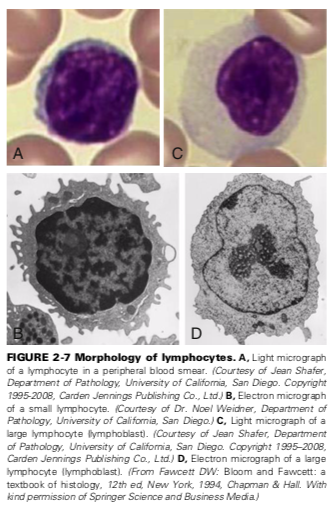 A
C
B
D
FIGURE 2-7 Morphology of lymphocytes. A, Light micrograph
of a lymphocyte in a peripheral blood smear. (Courtesy of Jean Shafer,
Department of Pathology, University of California, San Diego. Copyright
1995-2008, Carden Jennings Publishing Co., Ltd.) B, Electron micrograph
of a small lymphocyte. (Courtesy of Dr. Noel Weidner, Department of
Pathology, University of California, San Diego.) C, Light micrograph of a
large lymphocyte (lymphoblast). (Courtesy of Jean Shafer, Department
of Pathology, University of California, San Diego. Copyright 1995–2008,
Carden Jennings Publishing Co., Ltd.) D, Electron micrograph of a large
lymphocyte (lymphoblast). (From Fawcett DW: Bloom and Fawcett: a
textbook of histology, 12th ed, New York, 1994, Chapman & Hall. With
kind permission of Springer Science and Business Media.)